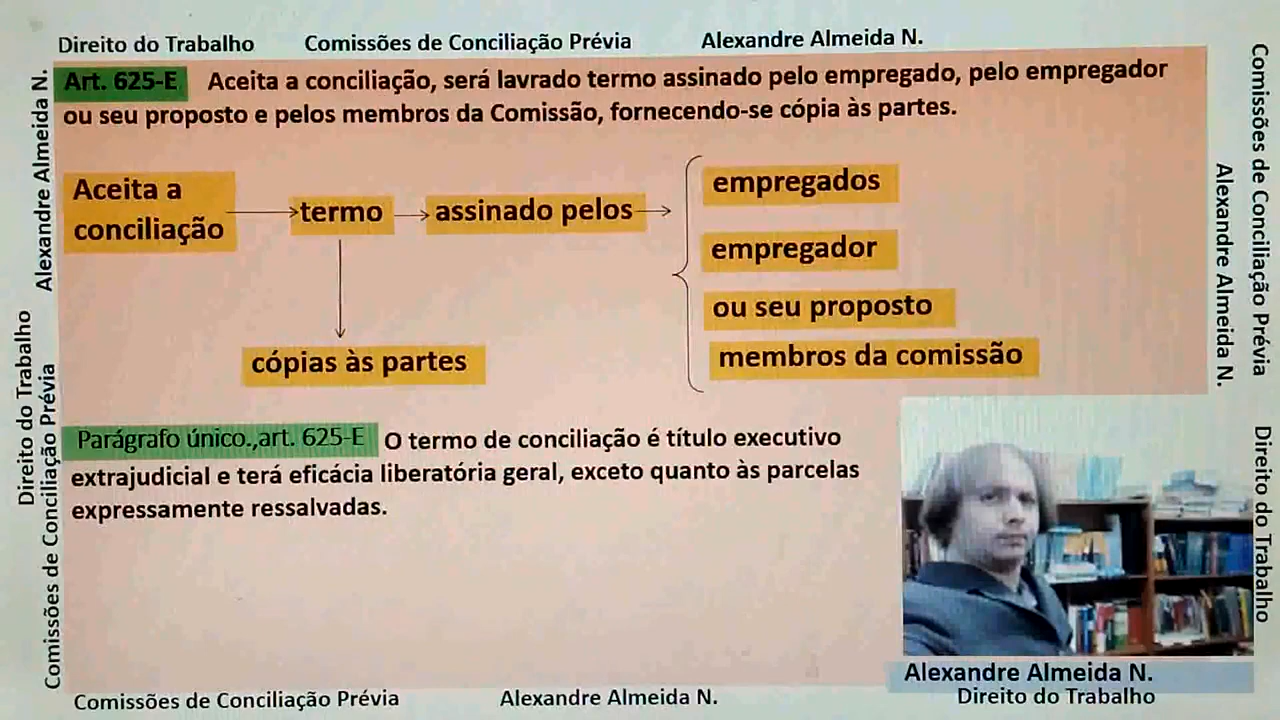 Direito do Trabalho Comissões de Conciliação Prévia Alexandre Almeida N.
Art. 625-E Aceita a conciliação, será lavrado termo assinado pelo empregado, pelo empregador
ou seu proposto e pelos membros da Comissão, fornecendo-se cópia às partes.
Aceita a
conciliação
termo
assinado pelos
empregados
empregador
ou seu proposto
membros da comissão
cópias às partes
Parágrafo único.,art. 625-E O termo de conciliação é título executivo
extrajudicial e terá eficácia liberatória geral, exceto quanto às parcelas
expressamente ressalvadas.
Alexandre Almeida N.
Direito do Trabalho
Comissões de Conciliação Prévia Alexandre Almeida N.
Alexandre Almeida N.
Direito do Trabalho
Comissões de Conciliação Prévia
Comissões de Conciliação Prévia
Alexandre Almeida N.
Direito do Trabalho